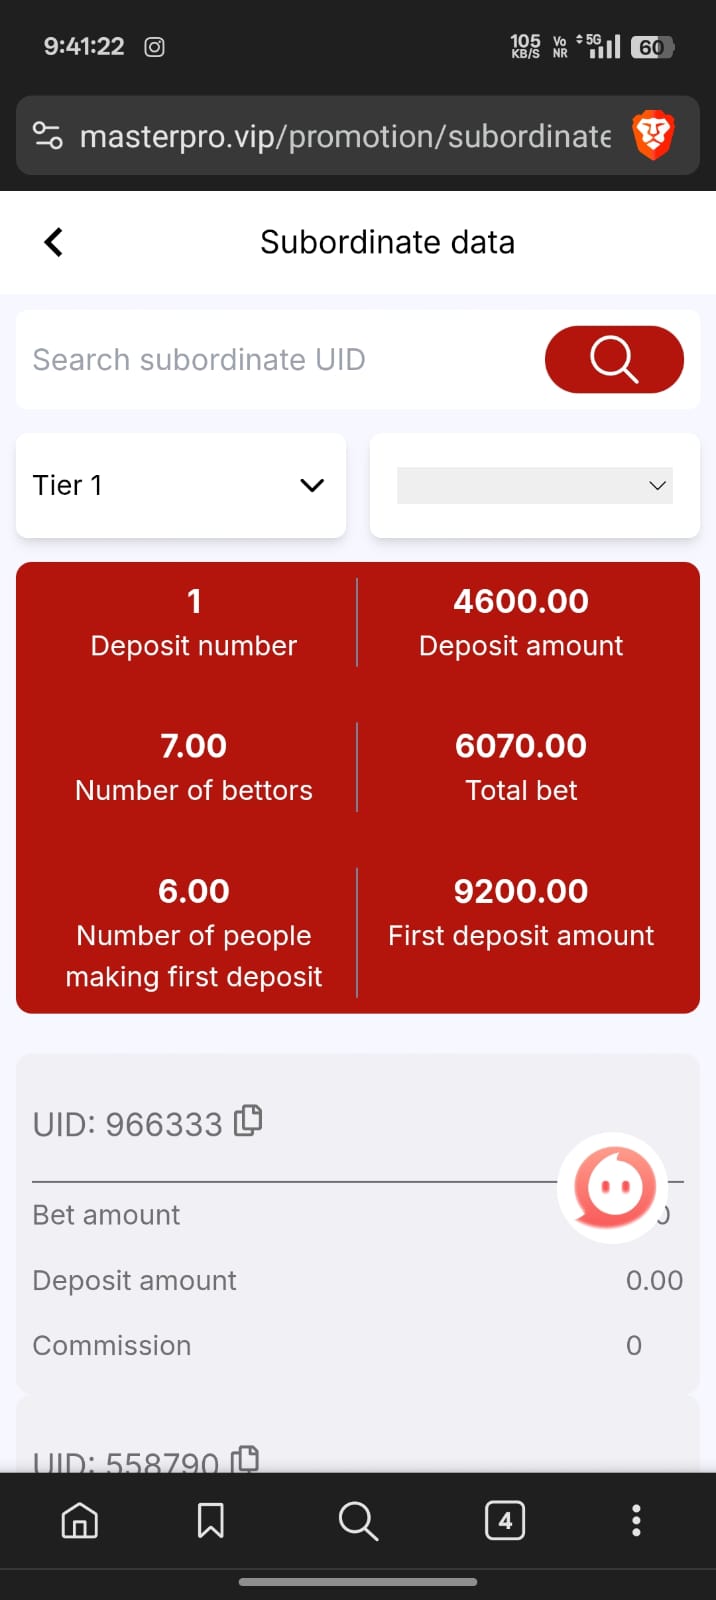 9:41:22
105 KB/S Vo NR 5G 60
masterpro.vip/promotion/subordinate
Subordinate data
Search subordinate UID
Tier 1
1 4600.00
Deposit number Deposit amount
7.00 6070.00
Number of bettors Total bet
6.00 9200.00
Number of people First deposit amount
making first deposit
UID: 966333
Bet amount
Deposit amount 0.00
Commission 0
UID: 558790
4